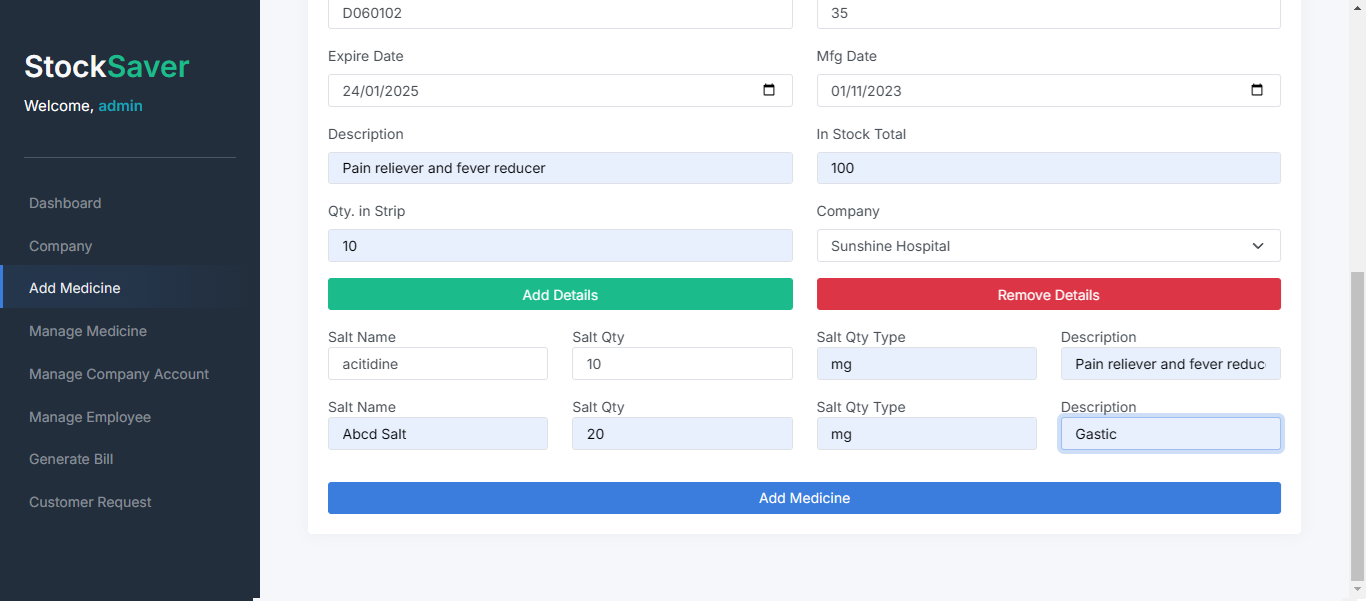 StockSaver
Welcome, admin
Dashboard
Company
Add Medicine
Manage Medicine
Manage Company Account
Manage Employee
Generate Bill
Customer Request
D060102
35
Expire Date
Mfg Date
24/01/2025
01/11/2023
Description
In Stock Total
Pain reliever and fever reducer
100
Qty. in Strip
Company
10
Sunshine Hospital
Add Details
Remove Details
Salt Name
Salt Qty
Salt Qty Type
Description
acitidine
10
mg
Pain reliever and fever reduc
Salt Name
Salt Qty
Salt Qty Type
Description
Abcd Salt
20
mg
Gastic
Add Medicine